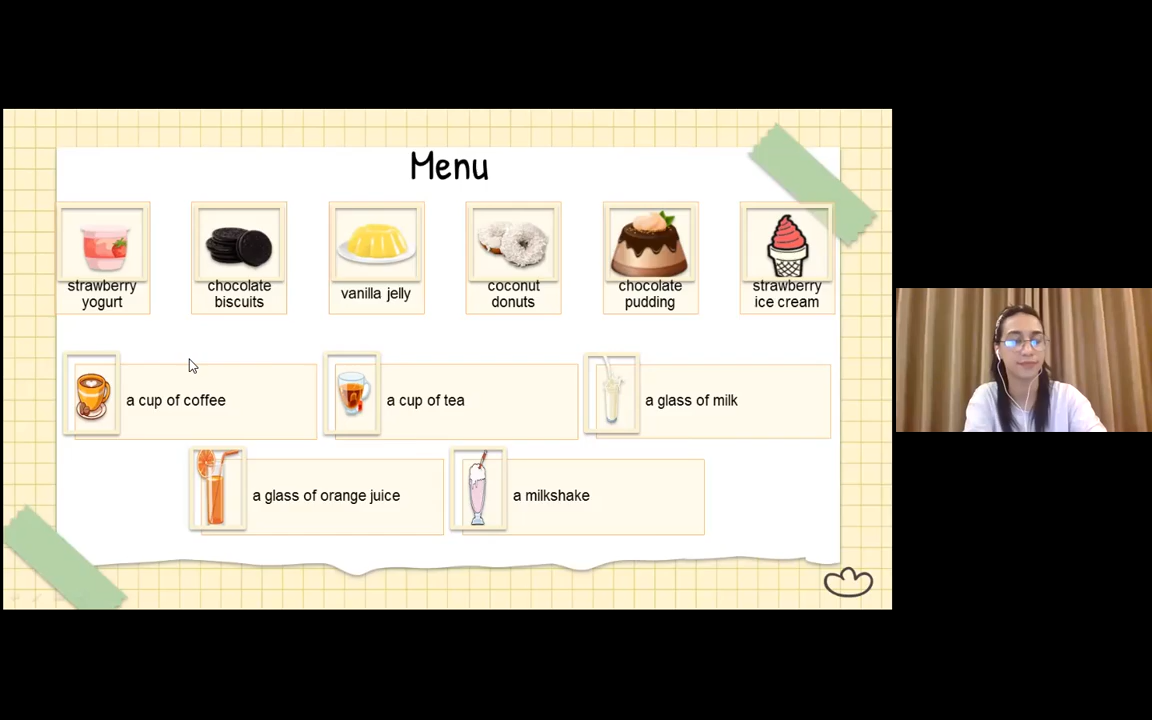 Menu
strawberry
yogurt
chocolate
biscuits
vanilla jelly
coconut
donuts
chocolate
pudding
strawberry
ice cream
a cup of coffee
a cup of tea
a glass of milk
a glass of orange juice
a milkshake